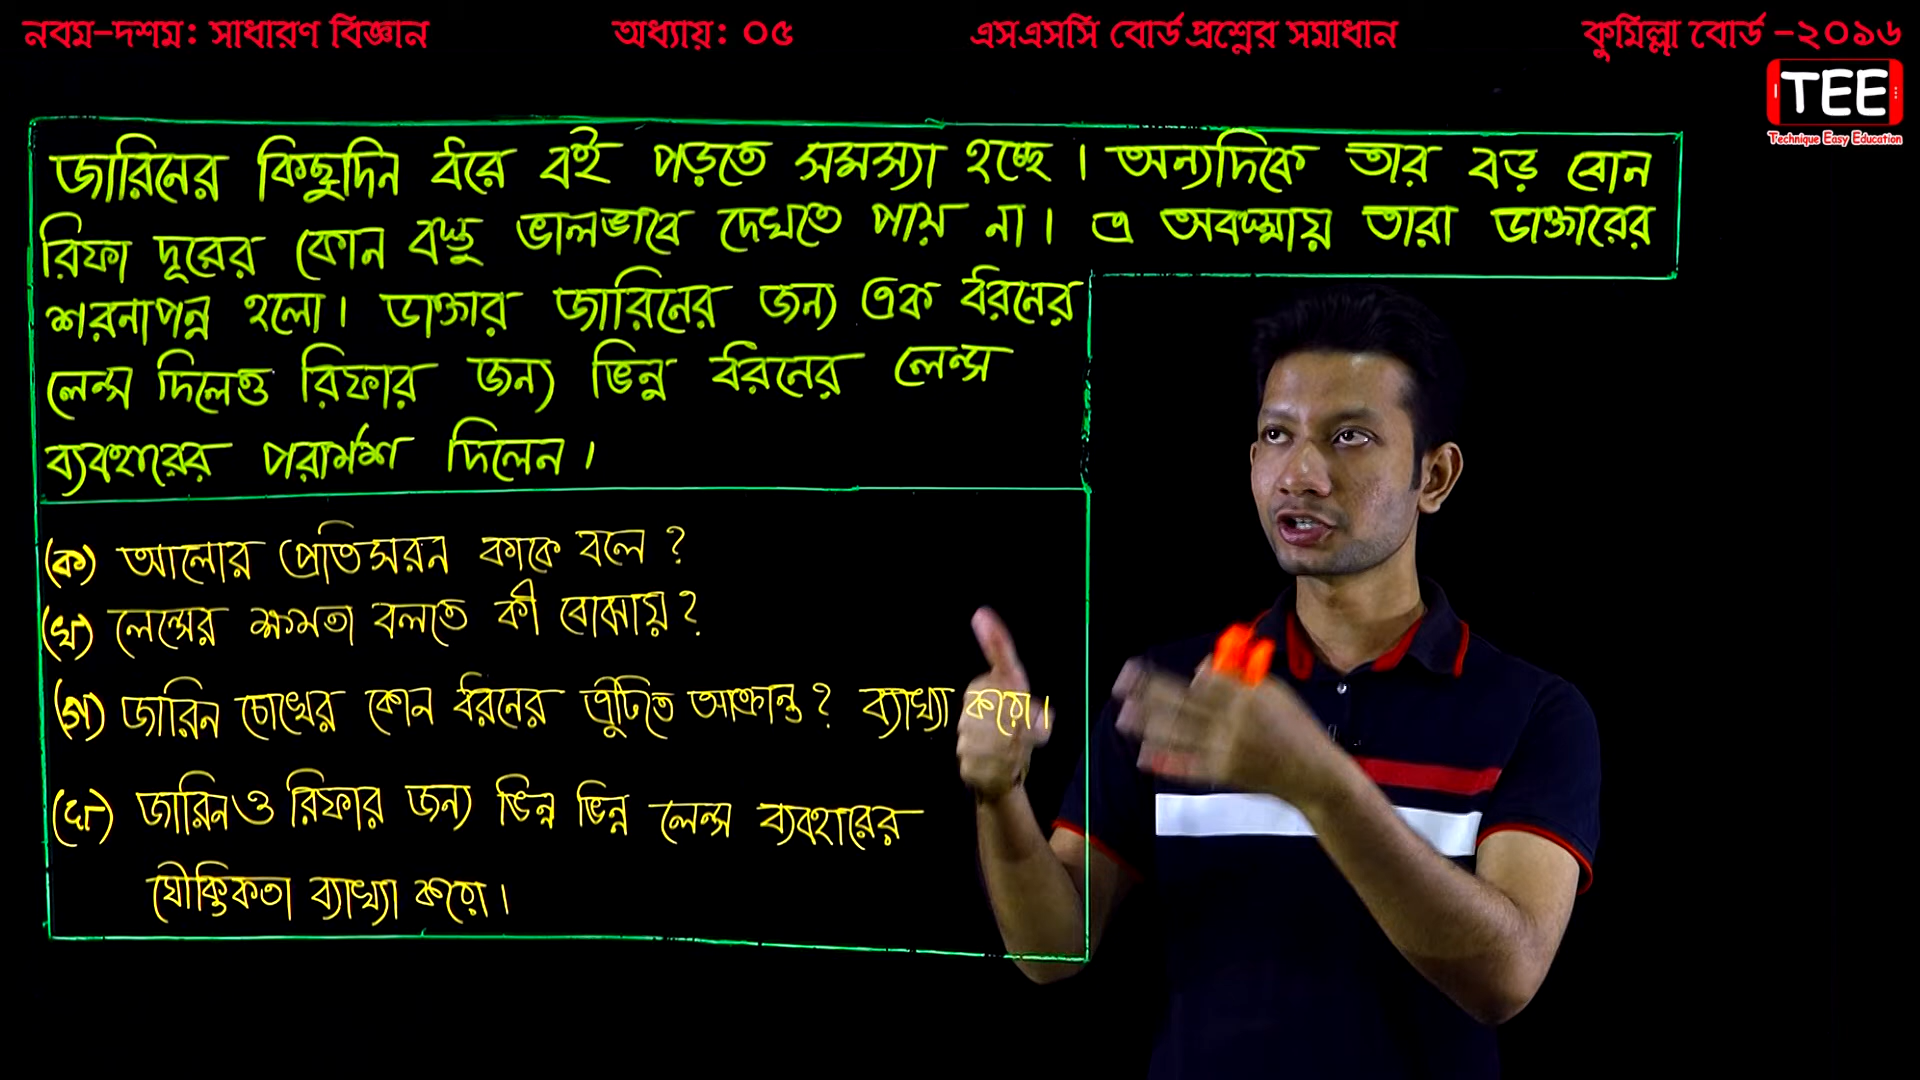 নবম-দশম: সাধারণ বিজ্ঞান
অধ্যায়: ০৫
এসএসসি বোর্ড প্রশ্নের সমাধান
কুমিল্লা বোর্ড -২০১৬
TEE
Technique Easy Education
জারিনের কিছুদিন ধরে বই পড়তে সমস্যা হচ্ছে। অন্যদিকে তার বড় বোন
রিফা দূরের কোন বস্তু ভালভাবে দেখতে পায় না। এ অবস্থায় তারা ডাক্তারের
শরনাপন্ন হলো। ডাক্তার জারিনের জন্য এক ধরনের
লেন্স দিলেও রিফার জন্য ভিন্ন ধরনের লেন্স
ব্যবহারের পরার্মশ দিলেন।
(ক) আলোর প্রতিসরন কাকে বলে?
(খ) লেন্সের ক্ষমতা বলতে কী বোঝায়?
(গ) জারিন চোখের কোন ধরনের ত্রুটিতে আক্রান্ত? ব্যাখ্যা করো।
(ঘ) জারিন ও রিফার জন্য ভিন্ন ভিন্ন লেন্স ব্যবহারের
যৌক্তিকতা ব্যাখ্যা করো।